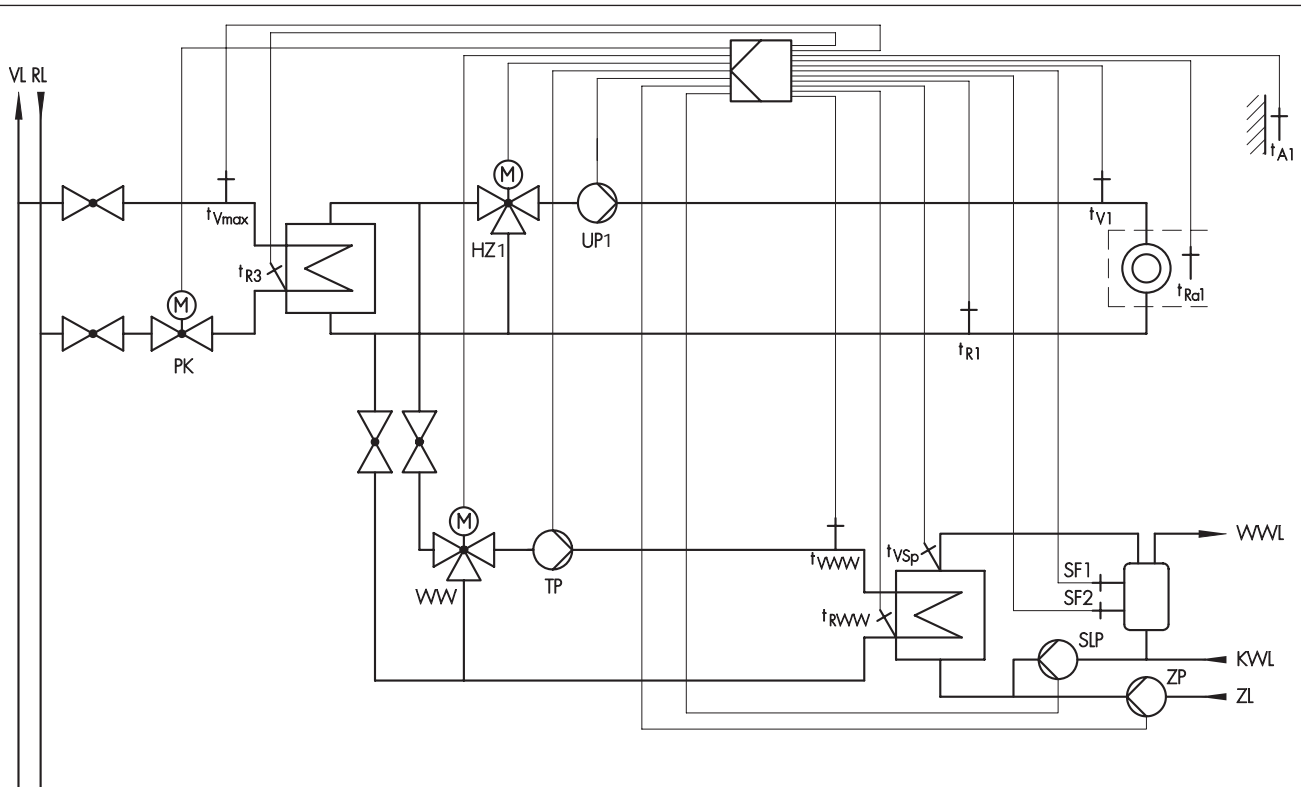 VL RL
tA1
M
tVmax
HZ1
UP1
tV1
tR3
tRa1
M
PK
tR1
M
WW
TP
tWW
tVSp
WWL
SF1
SF2
tRWW
SLP
KWL
ZP
ZL